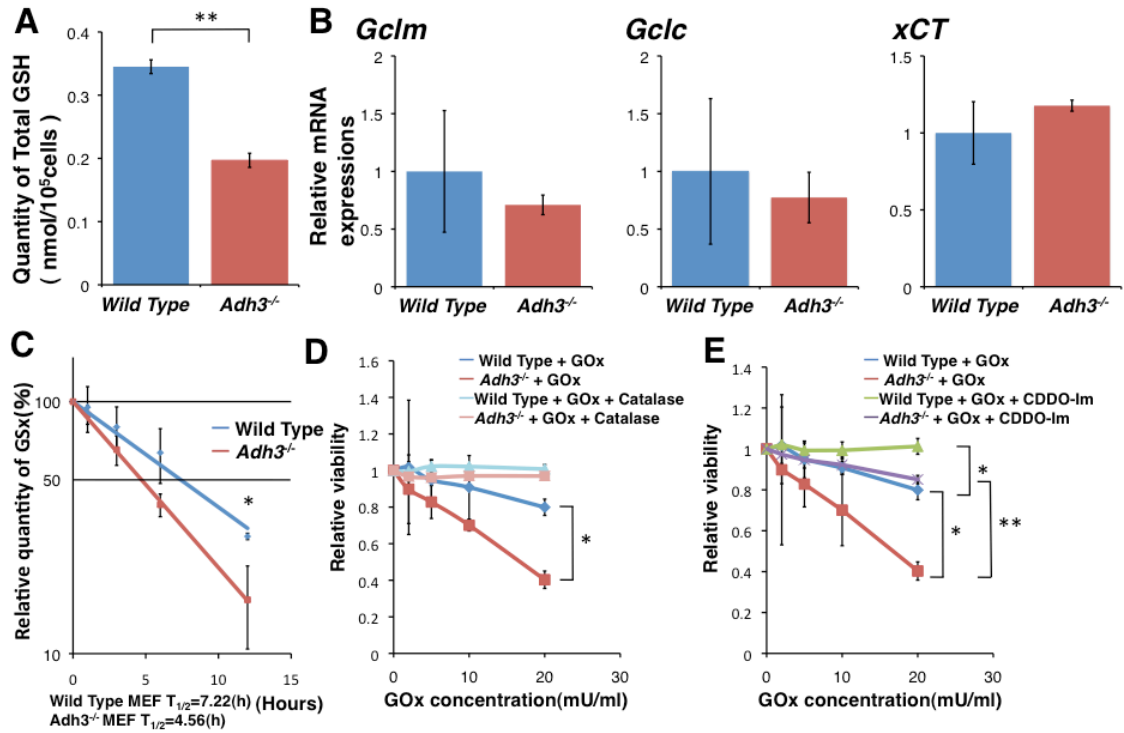 A
**
Quantity of Total GSH
( nmol/10⁵cells )
0.4
0.3
0.2
0.1
0
Wild Type
Adh3-/-
B
Gclm
Relative mRNA
expressions
2
1.5
1
0.5
0
Wild Type
Adh3-/-
Gclc
2
1.5
1
0.5
0
Wild Type
Adh3-/-
xCT
1.5
1
0.5
0
Wild Type
Adh3-/-
C
Relative quantity of GSx(%)
100
50
10
Wild Type
Adh3-/-
*
0 5 10 15
Wild Type MEF T1/2=7.22(h) (Hours)
Adh3-/- MEF T1/2=4.56(h)
D
Wild Type + GOx
Adh3-/- + GOx
Wild Type + GOx + Catalase
Adh3-/- + GOx + Catalase
Relative viability
1.6
1.4
1.2
1
0.8
0.6
0.4
0.2
0
*
0 10 20 30
GOx concentration(mU/ml)
E
Wild Type + GOx
Adh3-/- + GOx
Wild Type + GOx + CDDO-Im
Adh3-/- + GOx + CDDO-Im
Relative viability
1.4
1.2
1
0.8
0.6
0.4
0.2
0
*
*
**
0 10 20 30
GOx concentration(mU/ml)